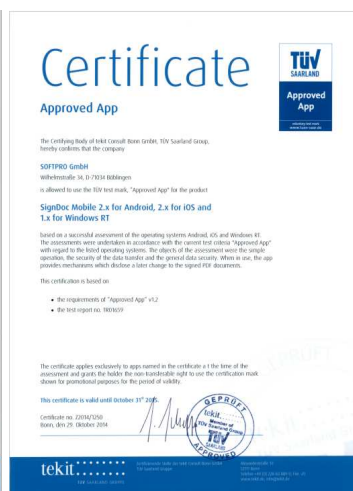 Certificate
TÜV
SAARLAND
Approved
App
Approved App
The Certifying Body of tekit Consult Bonn GmbH, TÜV Saarland Group,
hereby confirms that the company
SOFTPRO GmbH
Wilhelmstraße 34, D-71034 Böblingen
is allowed to use the TÜV test mark, "Approved App" for the product
SignDoc Mobile 2.x for Android, 2.x for iOS and
1.x for Windows RT
based on a successful assessment of the operating systems Android, iOS and Windows RT.
The assessments were undertaken in accordance with the current test criteria "Approved App"
with regard to the listed operating systems. The objects of the assessment were the simple
operation, the security of the data transfer and the general data security. When in use, the app
provides mechanisms which disclose a later change to the signed PDF documents.
This certification is based on
• the requirements of "Approved App" v1.2
• the test report no.
The certificate applies exclusively to apps named in the certificate a t the time of the
assessment and grants the holder the non-transferable right to use the certification mark
shown for promotional purposes for the period of validity.
This certificate is valid until October 31st
Certificate no.
Bonn, den 29. Oktober 2014
GEPRÜFT
tekit
Member of
TÜV Saarland Group
TÜV
APPROVED
tekit
TÜV SAARLAND GRUPPE